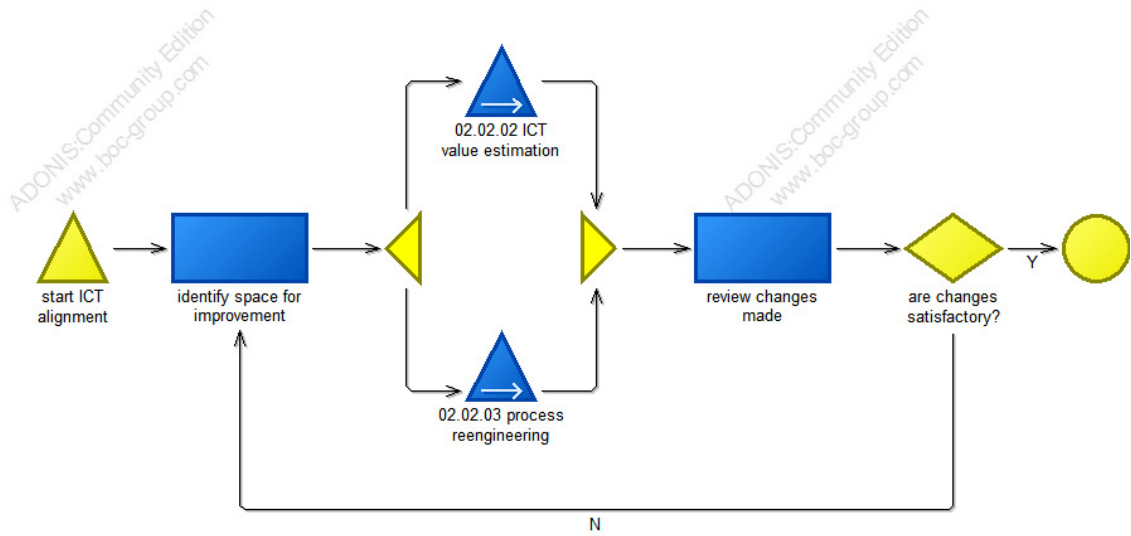 ADONIS:Community Edition
www.boc-group.com
ADONIS:Community Edition
www.boc-group.com
02.02.02 ICT
value estimation
start ICT
alignment
identify space for
improvement
review changes
made
are changes
satisfactory?
Y
02.02.03 process
reengineering
N